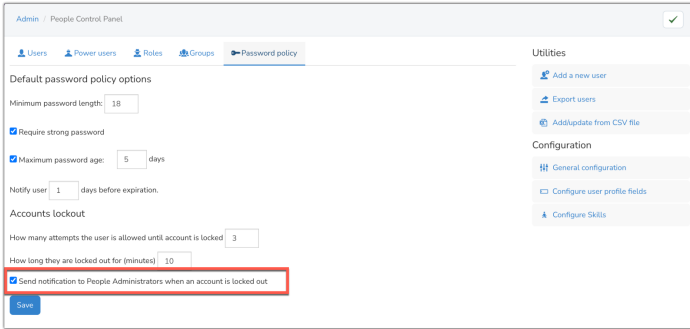 Admin / People Control Panel
Users Power users Roles Groups Password policy
Default password policy options
Minimum password length: 18
Require strong password
Maximum password age: 5 days
Notify user 1 days before expiration.
Accounts lockout
How many attempts the user is allowed until account is locked 3
How long they are locked out for (minutes) 10
Send notification to People Administrators when an account is locked out
Save
Utilities
Add a new user
Export users
Add/update from CSV file
Configuration
General configuration
Configure user profile fields
Configure Skills